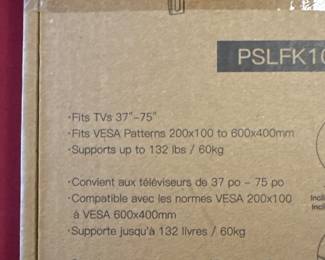 PSLFK1
·Fits TVs 37"-75"
·Fits VESA Patterns 200x100 to 600x400mm
·Supports up to 132 lbs / 60kg
·Convient aux téléviseurs de 37 po - 75 po
·Compatible avec les normes VESA 200x100
à VESA 600x400mm
·Supporte jusqu'à 132 livres / 60kg